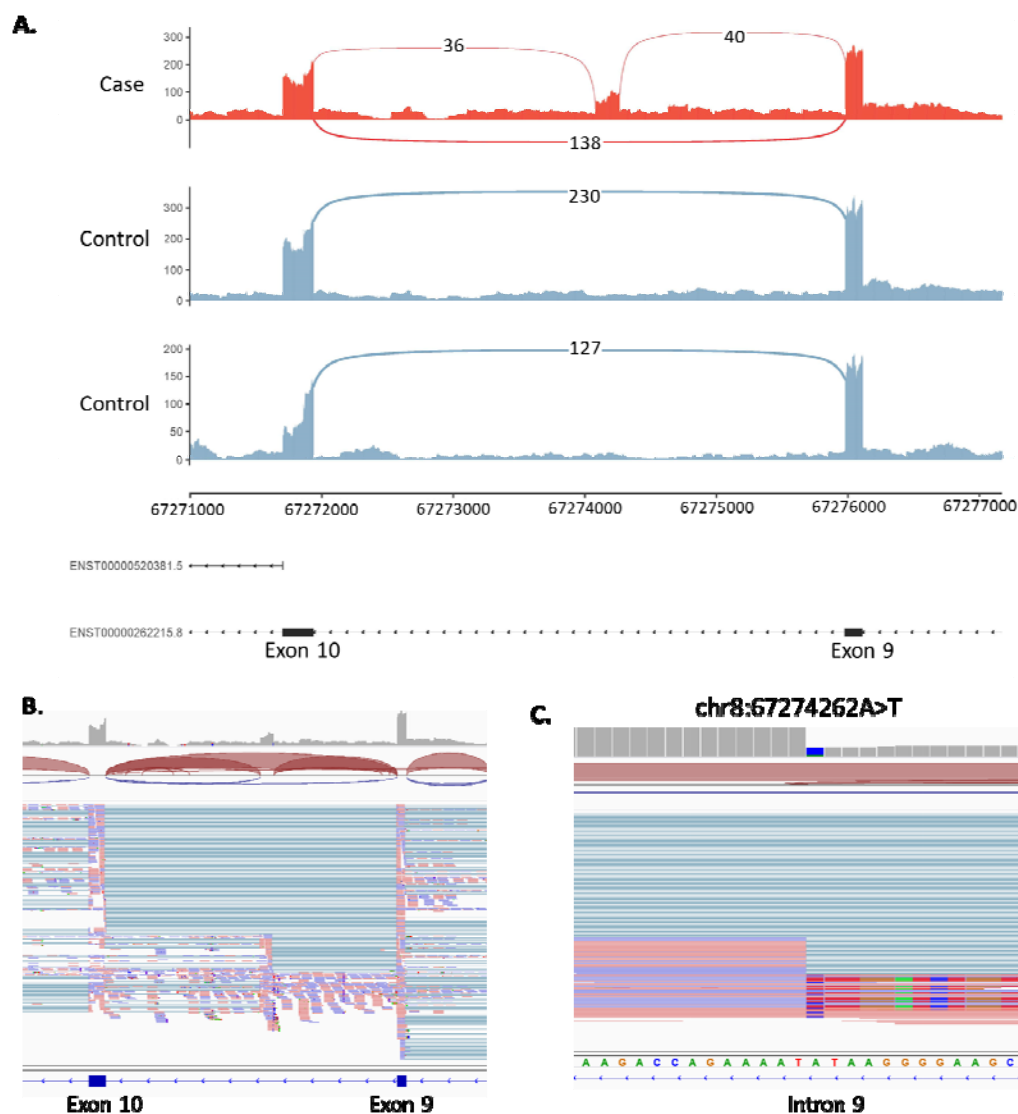 A.
300
200
100
0
Case
36
40
138
300
200
100
0
Control
230
200
150
100
50
0
Control
127
67271000 67272000 67273000 67274000 67275000 67276000 67277000
ENST00000520381.5
ENST00000262215.8
Exon 10 Exon 9
B.
Exon 10 Exon 9
C.
chr8:67274262A>T
A A G A C C A G A A A A T A T A A G G G G A A G C
Intron 9